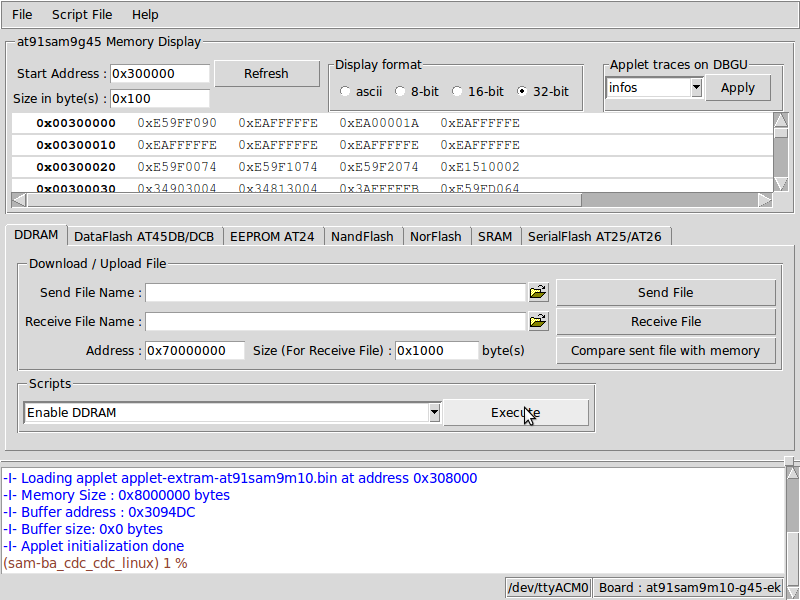 File Script File Help
at91sam9g45 Memory Display
Start Address : 0x300000 Refresh
Size in byte(s) : 0x100
Display format
ascii 8-bit 16-bit 32-bit
Applet traces on DBGU
infos Apply
0x00300000 0xE59FF090 0xEAFFFFFE 0xEA00001A 0xEAFFFFFE
0x00300010 0xEAFFFFFE 0xEAFFFFFE 0xEAFFFFFE 0xEAFFFFFE
0x00300020 0xE59F0074 0xE59F1074 0xE59F2074 0xE1510002
0x00300030 0x34903004 0x34813004 0x3AFFFFFB 0xE59FD064
DDRAM DataFlash AT45DB/DCB EEPROM AT24 NandFlash NorFlash SRAM SerialFlash AT25/AT26
Download / Upload File
Send File Name : Send File
Receive File Name : Receive File
Address : 0x70000000 Size (For Receive File) : 0x1000 byte(s) Compare sent file with memory
Scripts
Enable DDRAM Execute
-I- Loading applet applet-extram-at91sam9m10.bin at address 0x308000
-I- Memory Size : 0x8000000 bytes
-I- Buffer address : 0x3094DC
-I- Buffer size: 0x0 bytes
-I- Applet initialization done
(sam-ba_cdc_cdc_linux) 1 %
/dev/ttyACM0 Board : at91sam9m10-g45-ek